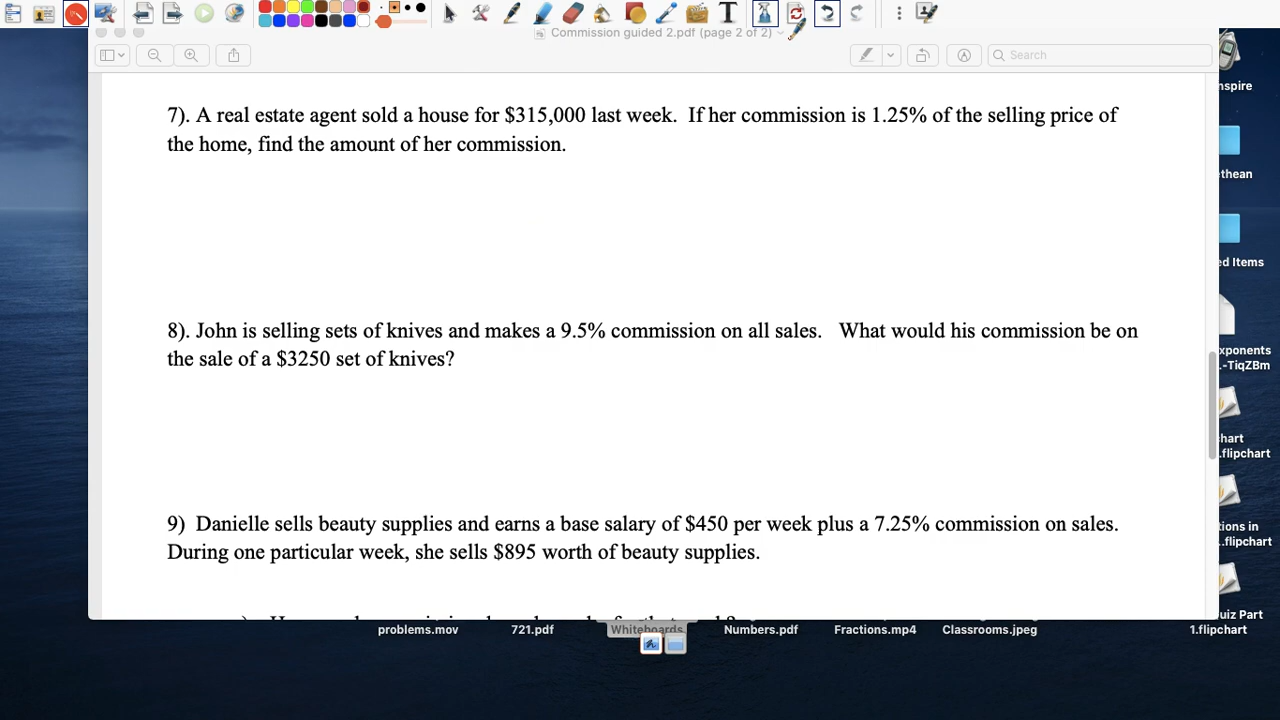 T
Commission guided 2.pdf (page 2 of 2)
Search
7). A real estate agent sold a house for $315,000 last week. If her commission is 1.25% of the selling price of
the home, find the amount of her commission.
8). John is selling sets of knives and makes a 9.5% commission on all sales. What would his commission be on
the sale of a $3250 set of knives?
9) Danielle sells beauty supplies and earns a base salary of $450 per week plus a 7.25% commission on sales.
During one particular week, she sells $895 worth of beauty supplies.
nspire
ethean
ed Items
xponents
-TiqZBm
hart
.flipchart
tions in
..flipchart
uiz Part
1.flipchart
problems.mov
721.pdf
Whiteboards
Numbers.pdf
Fractions.mp4
Classrooms.jpeg